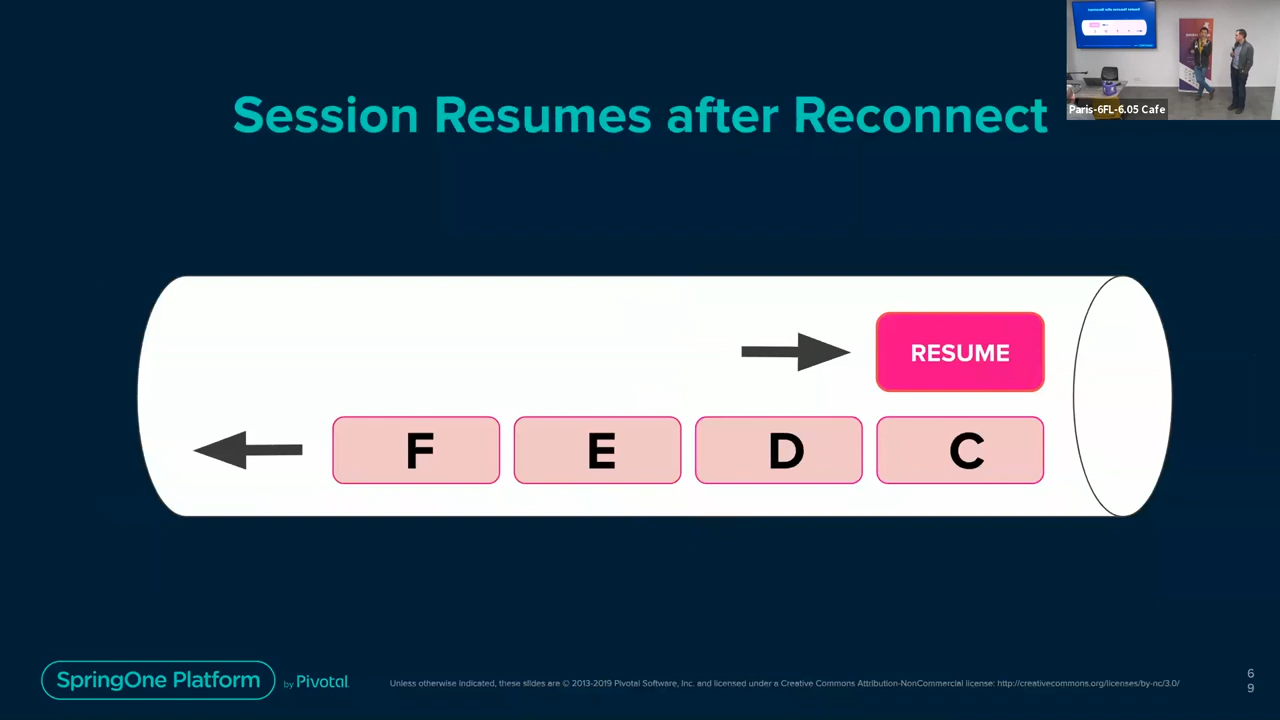 Session Resumes after Reconnect
Paris-6FL-6.05 Cafe
RESUME
F E D C
SpringOne Platform
by Pivotal
Unless otherwise indicated, these slides are © 2013-2019 Pivotal Software, Inc. and licensed under a Creative Commons Attribution-NonCommercial license: http://creativecommons.org/licenses/by-nc/3.0/
6
9